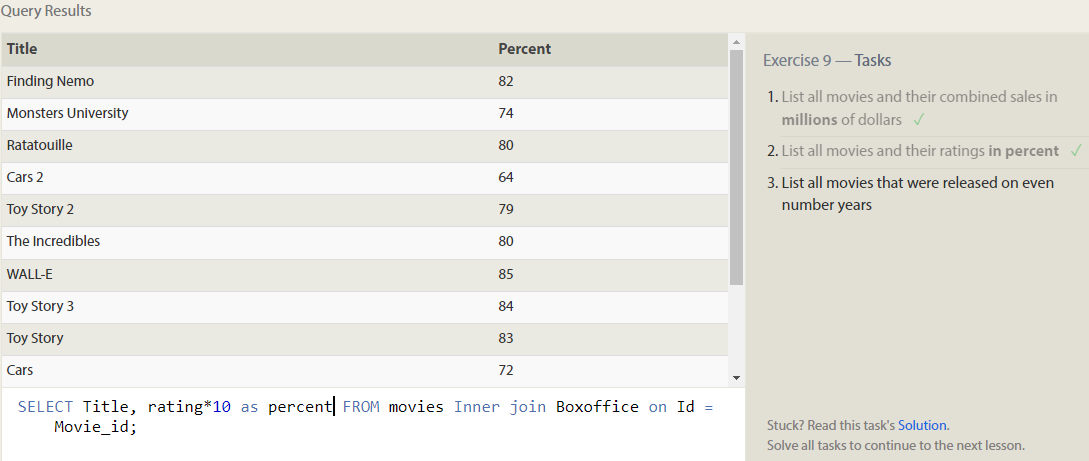 Query Results
Title Percent
Finding Nemo 82
Monsters University 74
Ratatouille 80
Cars 2 64
Toy Story 2 79
The Incredibles 80
WALL-E 85
Toy Story 3 84
Toy Story 83
Cars 72
SELECT Title, rating*10 as percent FROM movies Inner join Boxoffice on Id =
Movie_id;
Exercise 9 — Tasks
1. List all movies and their combined sales in
millions of dollars ✓
2. List all movies and their ratings in percent ✓
3. List all movies that were released on even
number years
Stuck? Read this task's Solution.
Solve all tasks to continue to the next lesson.